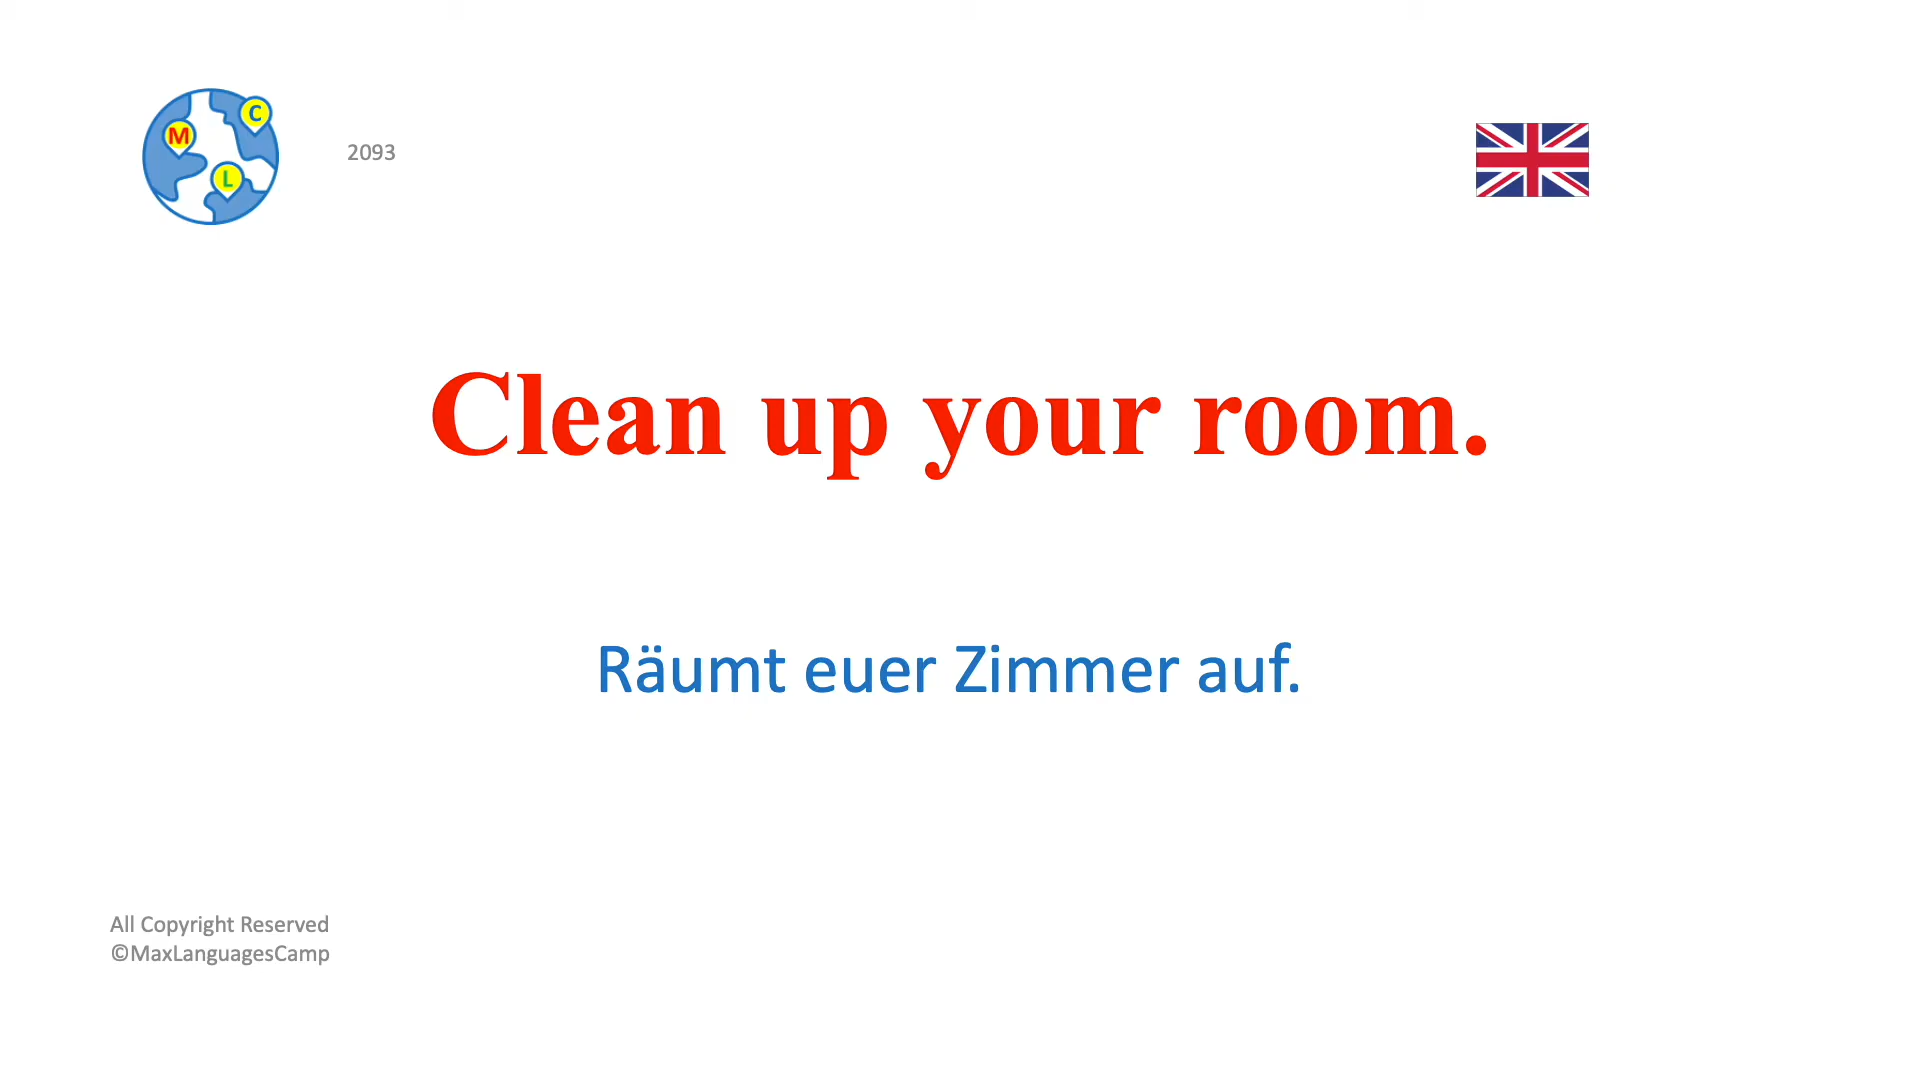 M
C
L
2093
Clean up your room.
Räumt euer Zimmer auf.
All Copyright Reserved
©MaxLanguagesCamp